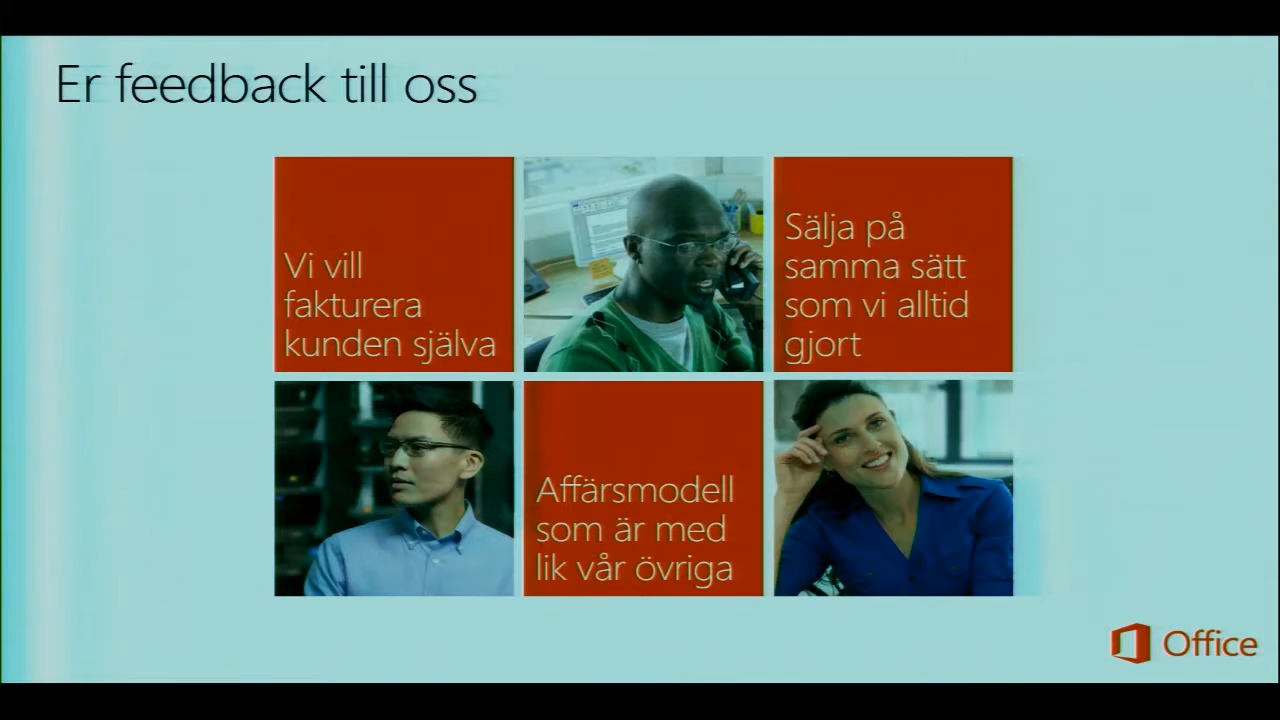 Er feedback till oss
Vi vill
fakturera
kunden själva
Sälja på
samma sätt
som vi alltid
gjort
Affärsmodell
som är med
lik vår övriga
Office